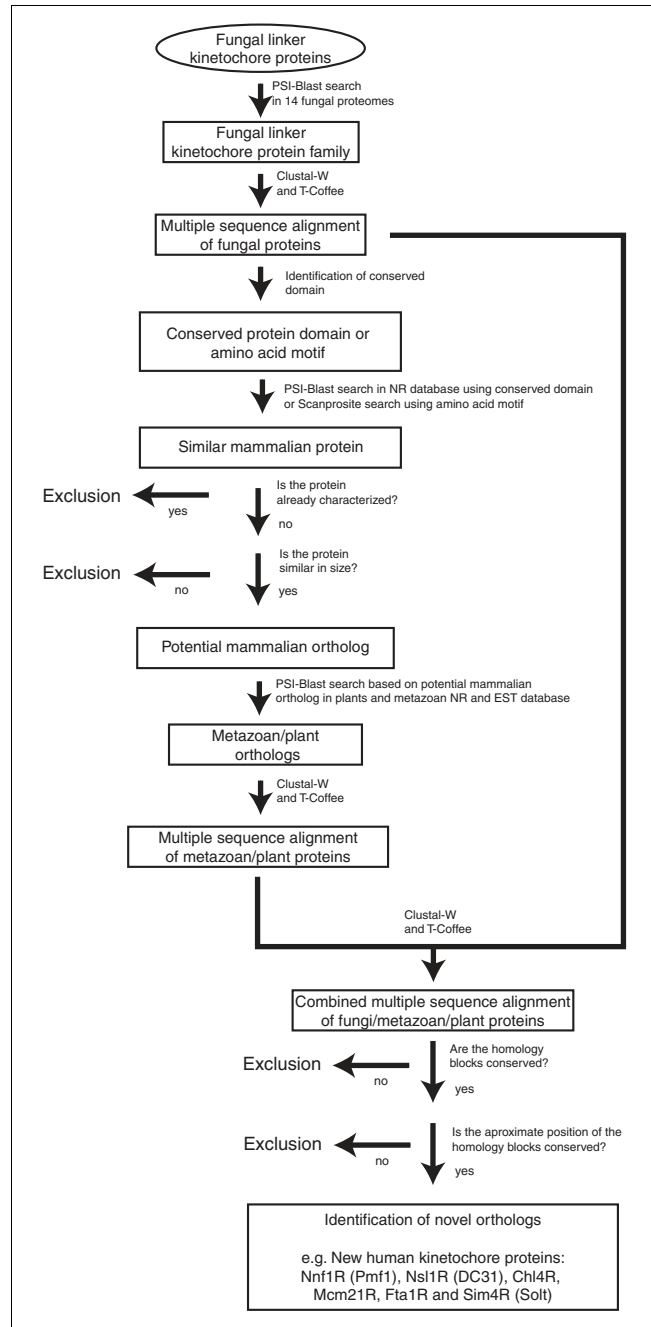 Fungal linker
kinetochore proteins
PSI-Blast search
in 14 fungal proteomes
Fungal linker
kinetochore protein family
Clustal-W
and T-Coffee
Multiple sequence alignment
of fungal proteins
Identification of conserved
domain
Conserved protein domain or
amino acid motif
PSI-Blast search in NR database using conserved domain
or Scanprosite search using amino acid motif
Similar mammalian protein
Is the protein
already characterized?
Exclusion
yes
no
Is the protein
similar in size?
Exclusion
no
yes
Potential mammalian ortholog
PSI-Blast search based on potential mammalian
ortholog in plants and metazoan NR and EST database
Metazoan/plant
orthologs
Clustal-W
and T-Coffee
Multiple sequence alignment
of metazoan/plant proteins
Clustal-W
and T-Coffee
Combined multiple sequence alignment
of fungi/metazoan/plant proteins
Are the homology
blocks conserved?
Exclusion
no
yes
Is the aproximate position of the
homology blocks conserved?
Exclusion
no
yes
Identification of novel orthologs
e.g. New human kinetochore proteins:
Nnf1R (Pmf1), Nsl1R (DC31), Chl4R,
Mcm21R, Fta1R and Sim4R (Solt)